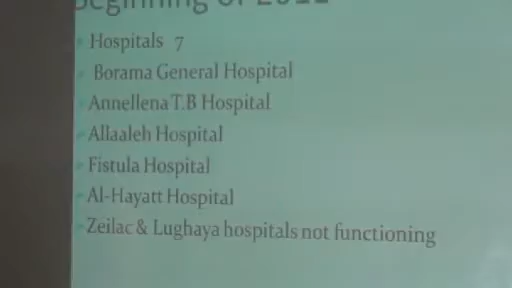 beginning of 2011
Hospitals 7
Borama General Hospital
Annellena T.B Hospital
Allaaleh Hospital
Fistula Hospital
Al-Hayatt Hospital
Zeilac & Lughaya hospitals not functioning